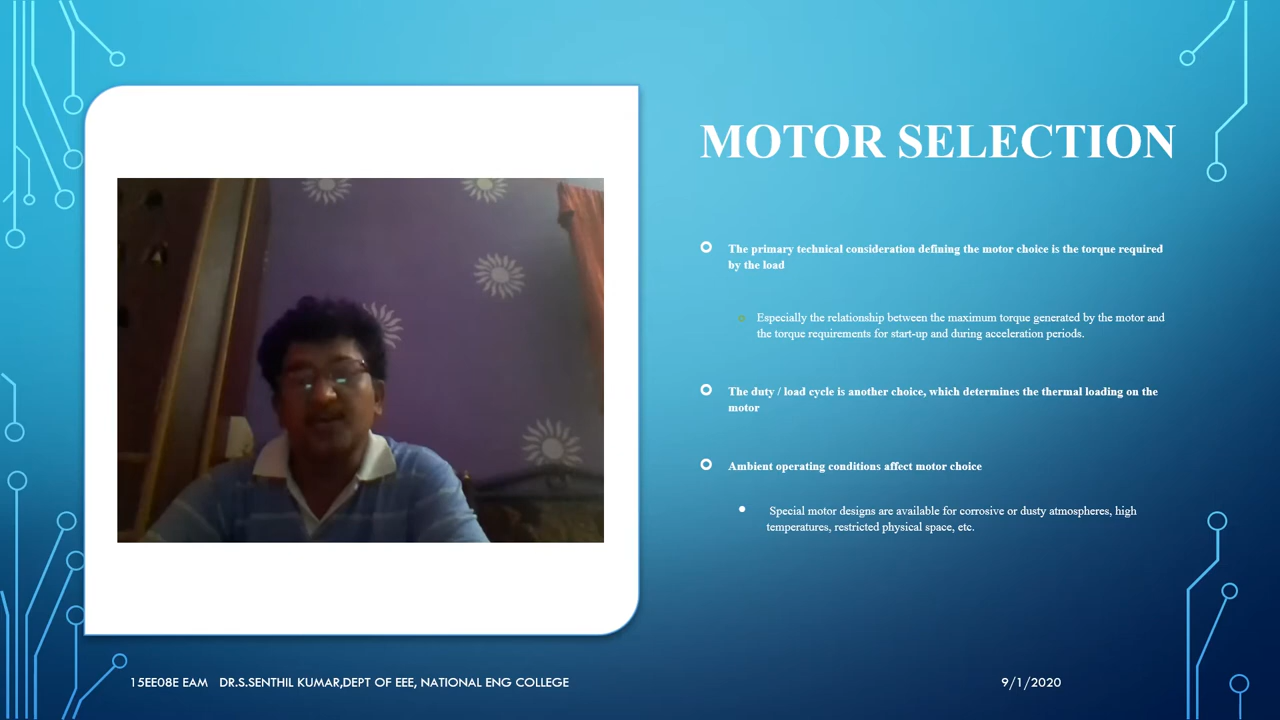 MOTOR SELECTION
The primary technical consideration defining the motor choice is the torque required
by the load
Especially the relationship between the maximum torque generated by the motor and
the torque requirements for start-up and during acceleration periods.
The duty / load cycle is another choice, which determines the thermal loading on the
motor
Ambient operating conditions affect motor choice
Special motor designs are available for corrosive or dusty atmospheres, high
temperatures, restricted physical space, etc.
15EE08E EAM DR.S.SENTHIL KUMAR,DEPT OF EEE, NATIONAL ENG COLLEGE
9/1/2020